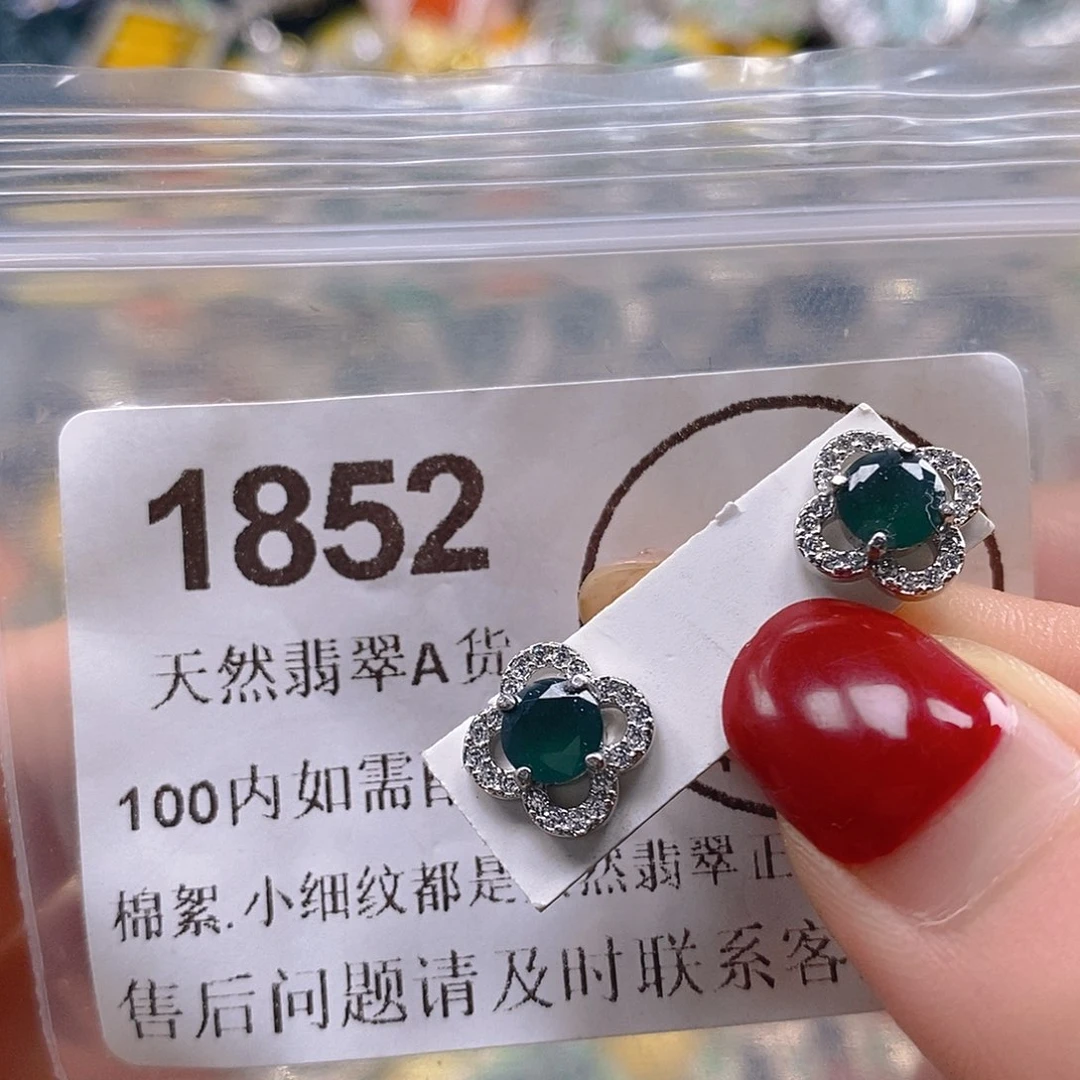 1852
天然翡翠A货
100内如需
棉絮.小细纹都是 然翡翠正
售后问题请及时联系客